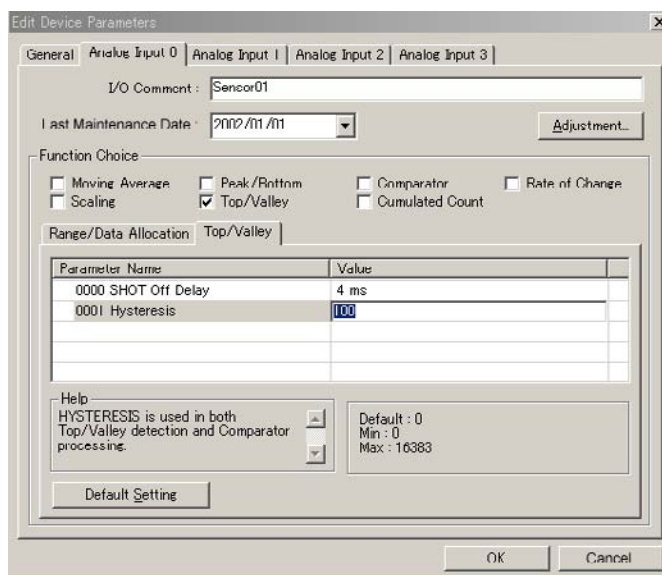 Edit Device Parameters
General Analog Input 0 Analog Input 1 Analog Input 2 Analog Input 3
I/O Comment : Sensor01
Last Maintenance Date : 2002/01/01
Adjustment...
Function Choice
Moving Average Peak/Bottom Comparator Rate of Change
Scaling Top/Valley Cumulated Count
Range/Data Allocation Top/Valley
Parameter Name Value
0000 SHOT Off Delay 4 ms
0001 Hysteresis 100
Help
HYSTERESIS is used in both
Top/Valley detection and Comparator
processing.
Default : 0
Min : 0
Max : 16383
Default Setting
OK Cancel